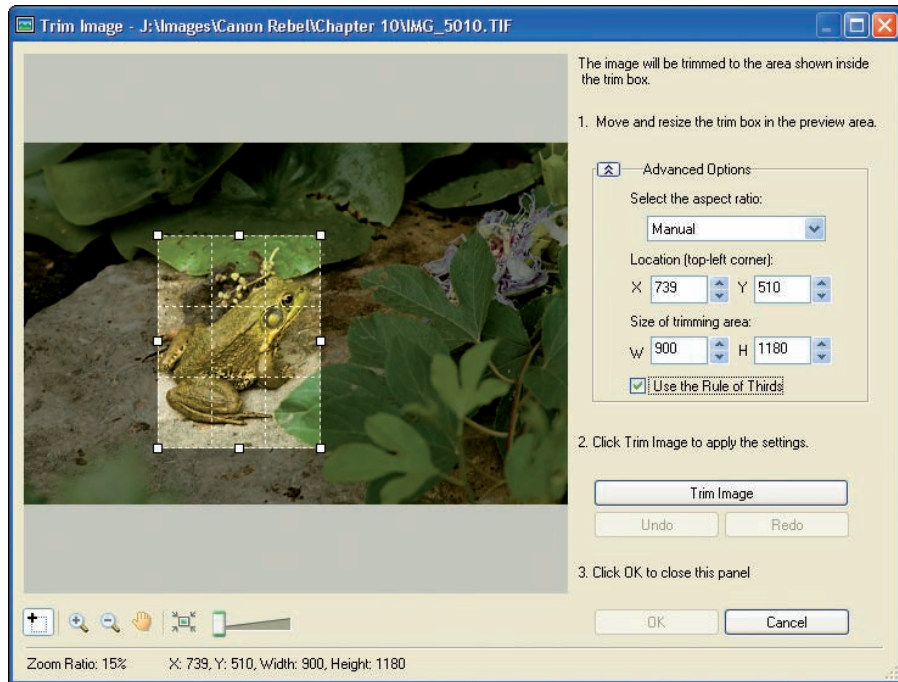 Trim Image - J:\Images\Canon Rebel\Chapter 10\IMG_5010.TIF
The image will be trimmed to the area shown inside
the trim box.
1. Move and resize the trim box in the preview area.
Advanced Options
Select the aspect ratio:
Manual
Location (top-left corner):
X 739 Y 510
Size of trimming area:
W 900 H 1180
Use the Rule of Thirds
2. Click Trim Image to apply the settings.
Trim Image
Undo Redo
3. Click OK to close this panel
OK Cancel
Zoom Ratio: 15% X: 739, Y: 510, Width: 900, Height: 1180